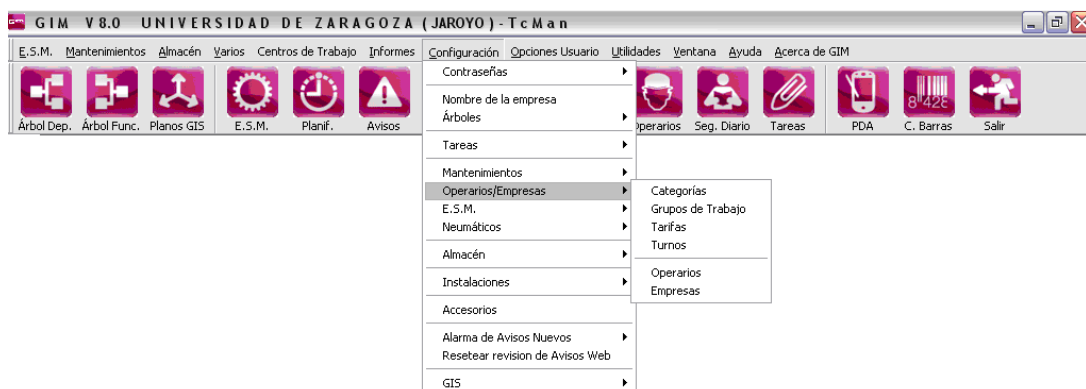 GIM V 8.0 UNIVERSIDAD DE ZARAGOZA (JAROYO) - TcMan
E.S.M. Mantenimientos Almacén Varios Centros de Trabajo Informes Configuración Opciones Usuario Utilidades Ventana Ayuda Acerca de GIM
Árbol Dep. Árbol Func. Planos GIS E.S.M. Planif. Avisos perarios Seg. Diario Tareas PDA C. Barras Salir
Contraseñas
Nombre de la empresa
Árboles
Tareas
Mantenimientos
Operarios/Empresas
E.S.M.
Neumáticos
Almacén
Instalaciones
Accesorios
Alarma de Avisos Nuevos
Resetear revision de Avisos Web
GIS
Categorías
Grupos de Trabajo
Tarifas
Turnos
Operarios
Empresas